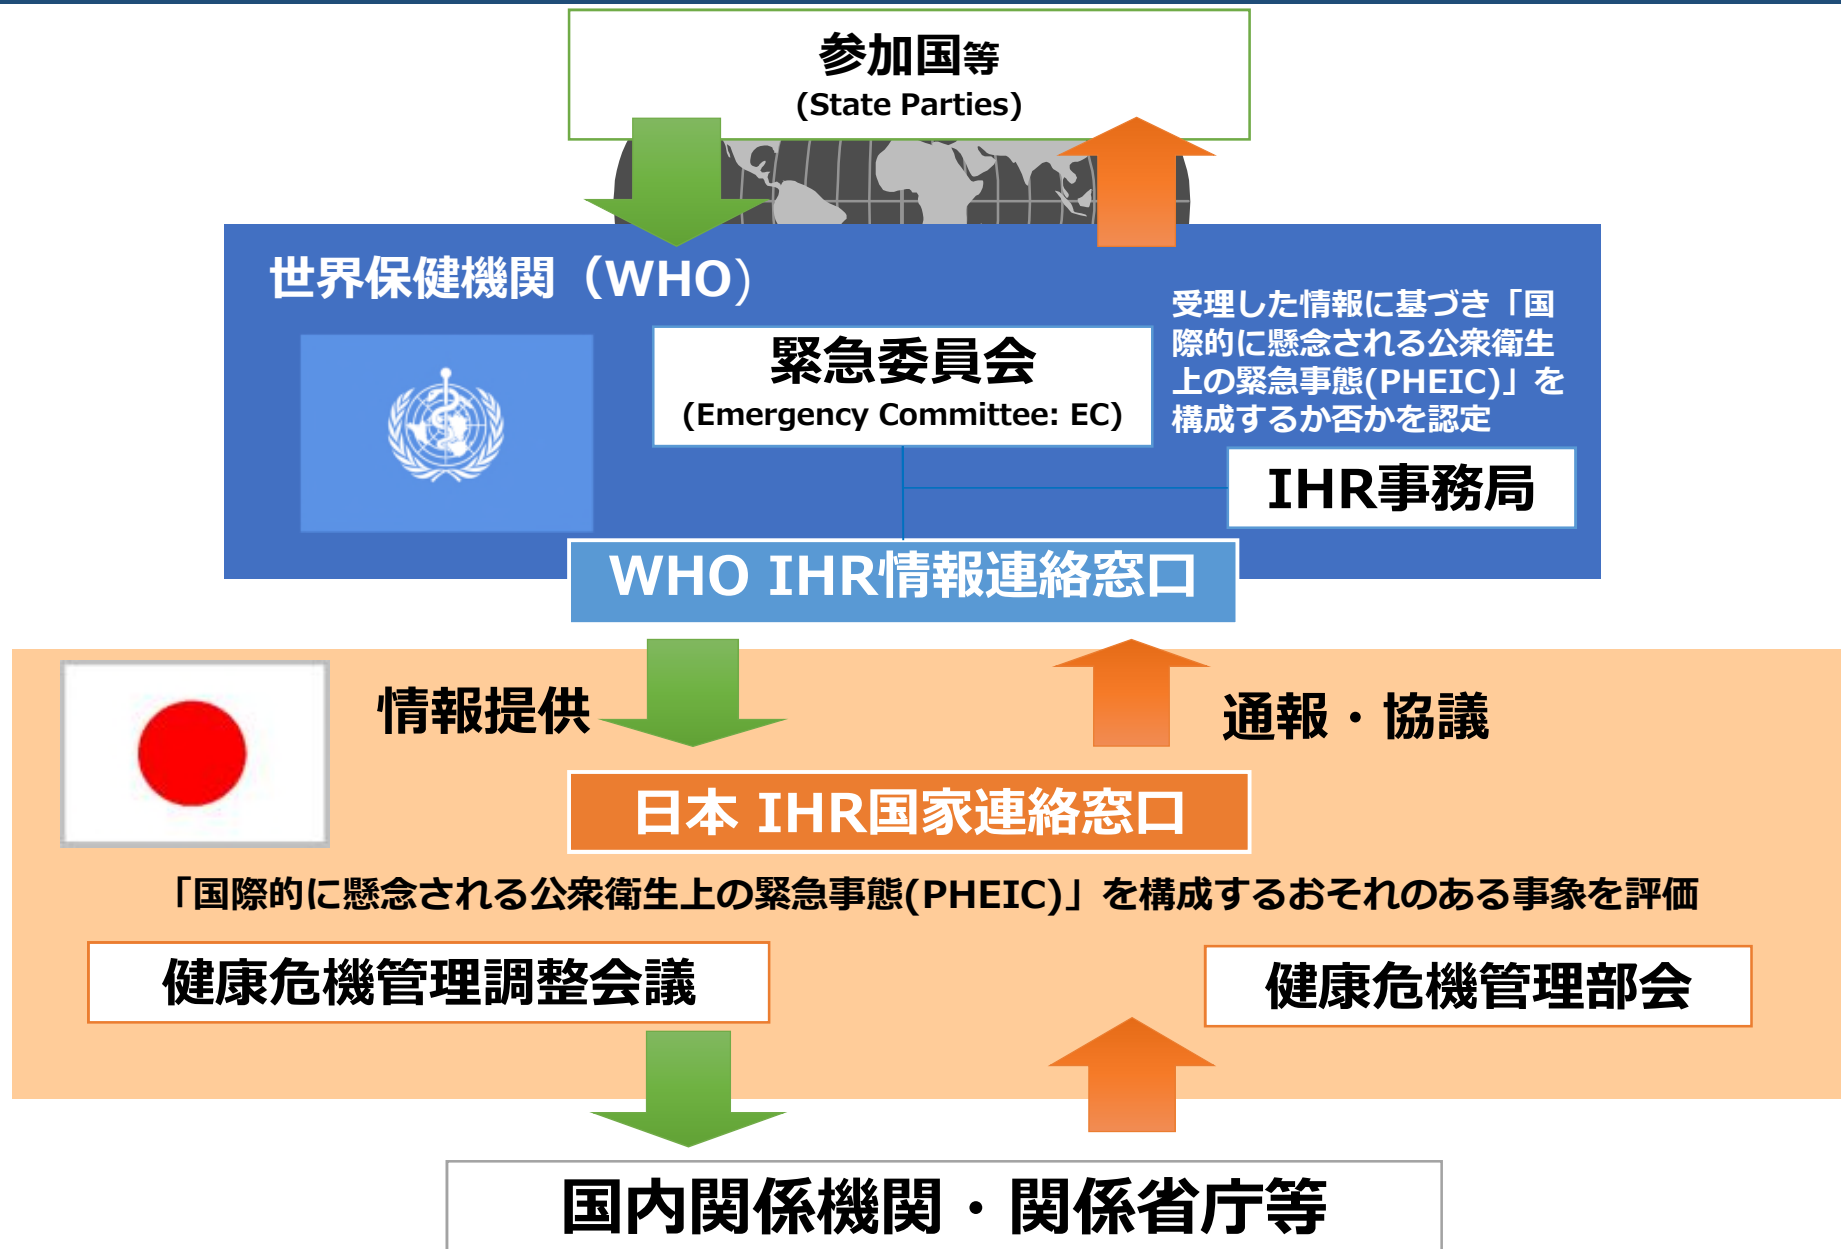 参加国等
(State Parties)
世界保健機関（WHO)
緊急委員会
(Emergency Committee: EC)
受理した情報に基づき「国
際的に懸念される公衆衛生
上の緊急事態(PHEIC)」を
構成するか否かを認定
IHR事務局
WHO IHR情報連絡窓口
情報提供
通報・協議
日本 IHR国家連絡窓口
「国際的に懸念される公衆衛生上の緊急事態(PHEIC)」を構成するおそれのある事象を評価
健康危機管理調整会議
健康危機管理部会
国内関係機関・関係省庁等